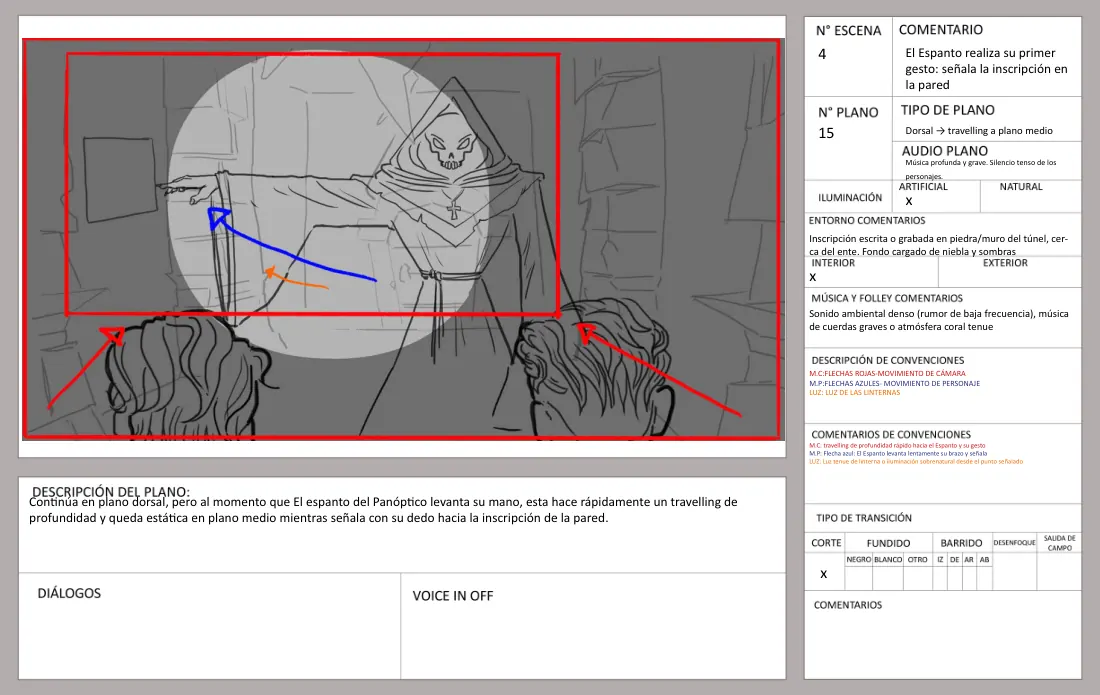 N° ESCENA
4
COMENTARIO
El Espanto realiza su primer
gesto: señala la inscripción en
la pared
N° PLANO
15
TIPO DE PLANO
Dorsal → travelling a plano medio
AUDIO PLANO
Música profunda y grave. Silencio tenso de los
personajes.
ILUMINACIÓN
ARTIFICIAL
X
NATURAL
ENTORNO COMENTARIOS
Inscripción escrita o grabada en piedra/muro del túnel, cer-
ca del ente. Fondo cargado de niebla y sombras
INTERIOR
X
EXTERIOR
MÚSICA Y FOLLEY COMENTARIOS
Sonido ambiental denso (rumor de baja frecuencia), música
de cuerdas graves o atmósfera coral tenue
DESCRIPCIÓN DE CONVENCIONES
M.C:FLECHAS ROJAS-MOVIMIENTO DE CÁMARA
M.P:FLECHAS AZULES- MOVIMIENTO DE PERSONAJE
LUZ: LUZ DE LAS LINTERNAS
COMENTARIOS DE CONVENCIONES
M.C: travelling de profundidad rápido hacia el Espanto y su gesto
M.P: Flecha azul: El Espanto levanta lentamente su brazo y señala
LUZ: Luz tenue de linterna o iluminación sobrenatural desde el punto señalado
TIPO DE TRANSICIÓN
CORTE
FUNDIDO
BARRIDO
DESENFOQUE
SALIDA DE
CAMPO
NEGRO BLANCO OTRO IZ DE AR AB
X
COMENTARIOS
DESCRIPCIÓN DEL PLANO:
Continúa en plano dorsal, pero al momento que El espanto del Panóptico levanta su mano, esta hace rápidamente un travelling de
profundidad y queda estática en plano medio mientras señala con su dedo hacia la inscripción de la pared.
DIÁLOGOS
VOICE IN OFF